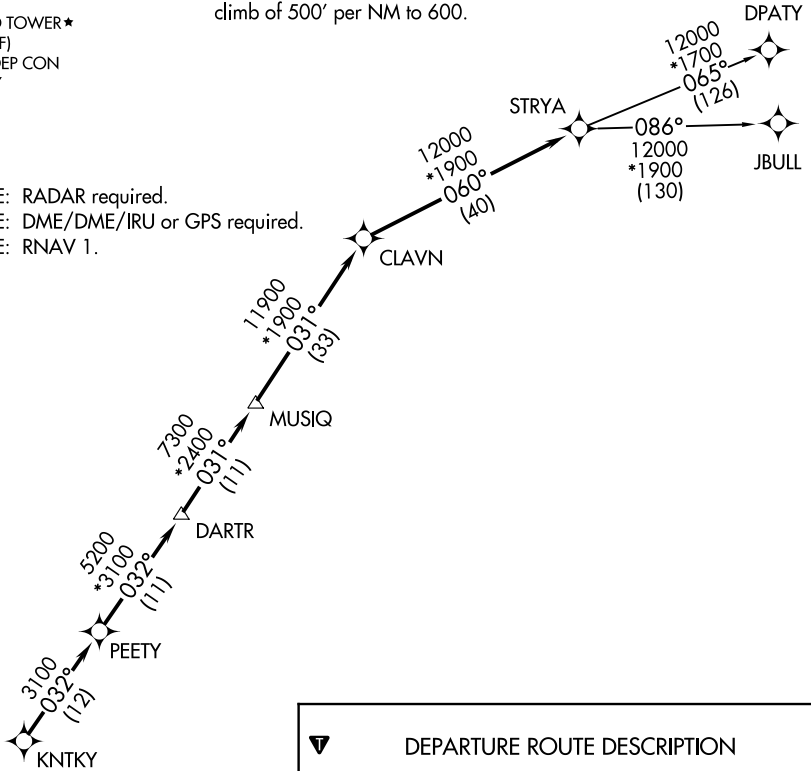 TOWER★
climb of 500' per NM to 600.
F)
EP CON
DPATY
12000
*1700
065°
(126)
STRYA
086°
12000
*1900
(130)
JBULL
12000
*1900
060°
(40)
E: RADAR required.
E: DME/DME/IRU or GPS required.
E: RNAV 1.
CLAVN
11900
*1900
031°
(33)
MUSIQ
7300
*2400
031°
(11)
DARTR
5200
*3100
032°
(11)
PEETY
3100
032°
(12)
KNTKY
T DEPARTURE ROUTE DESCRIPTION